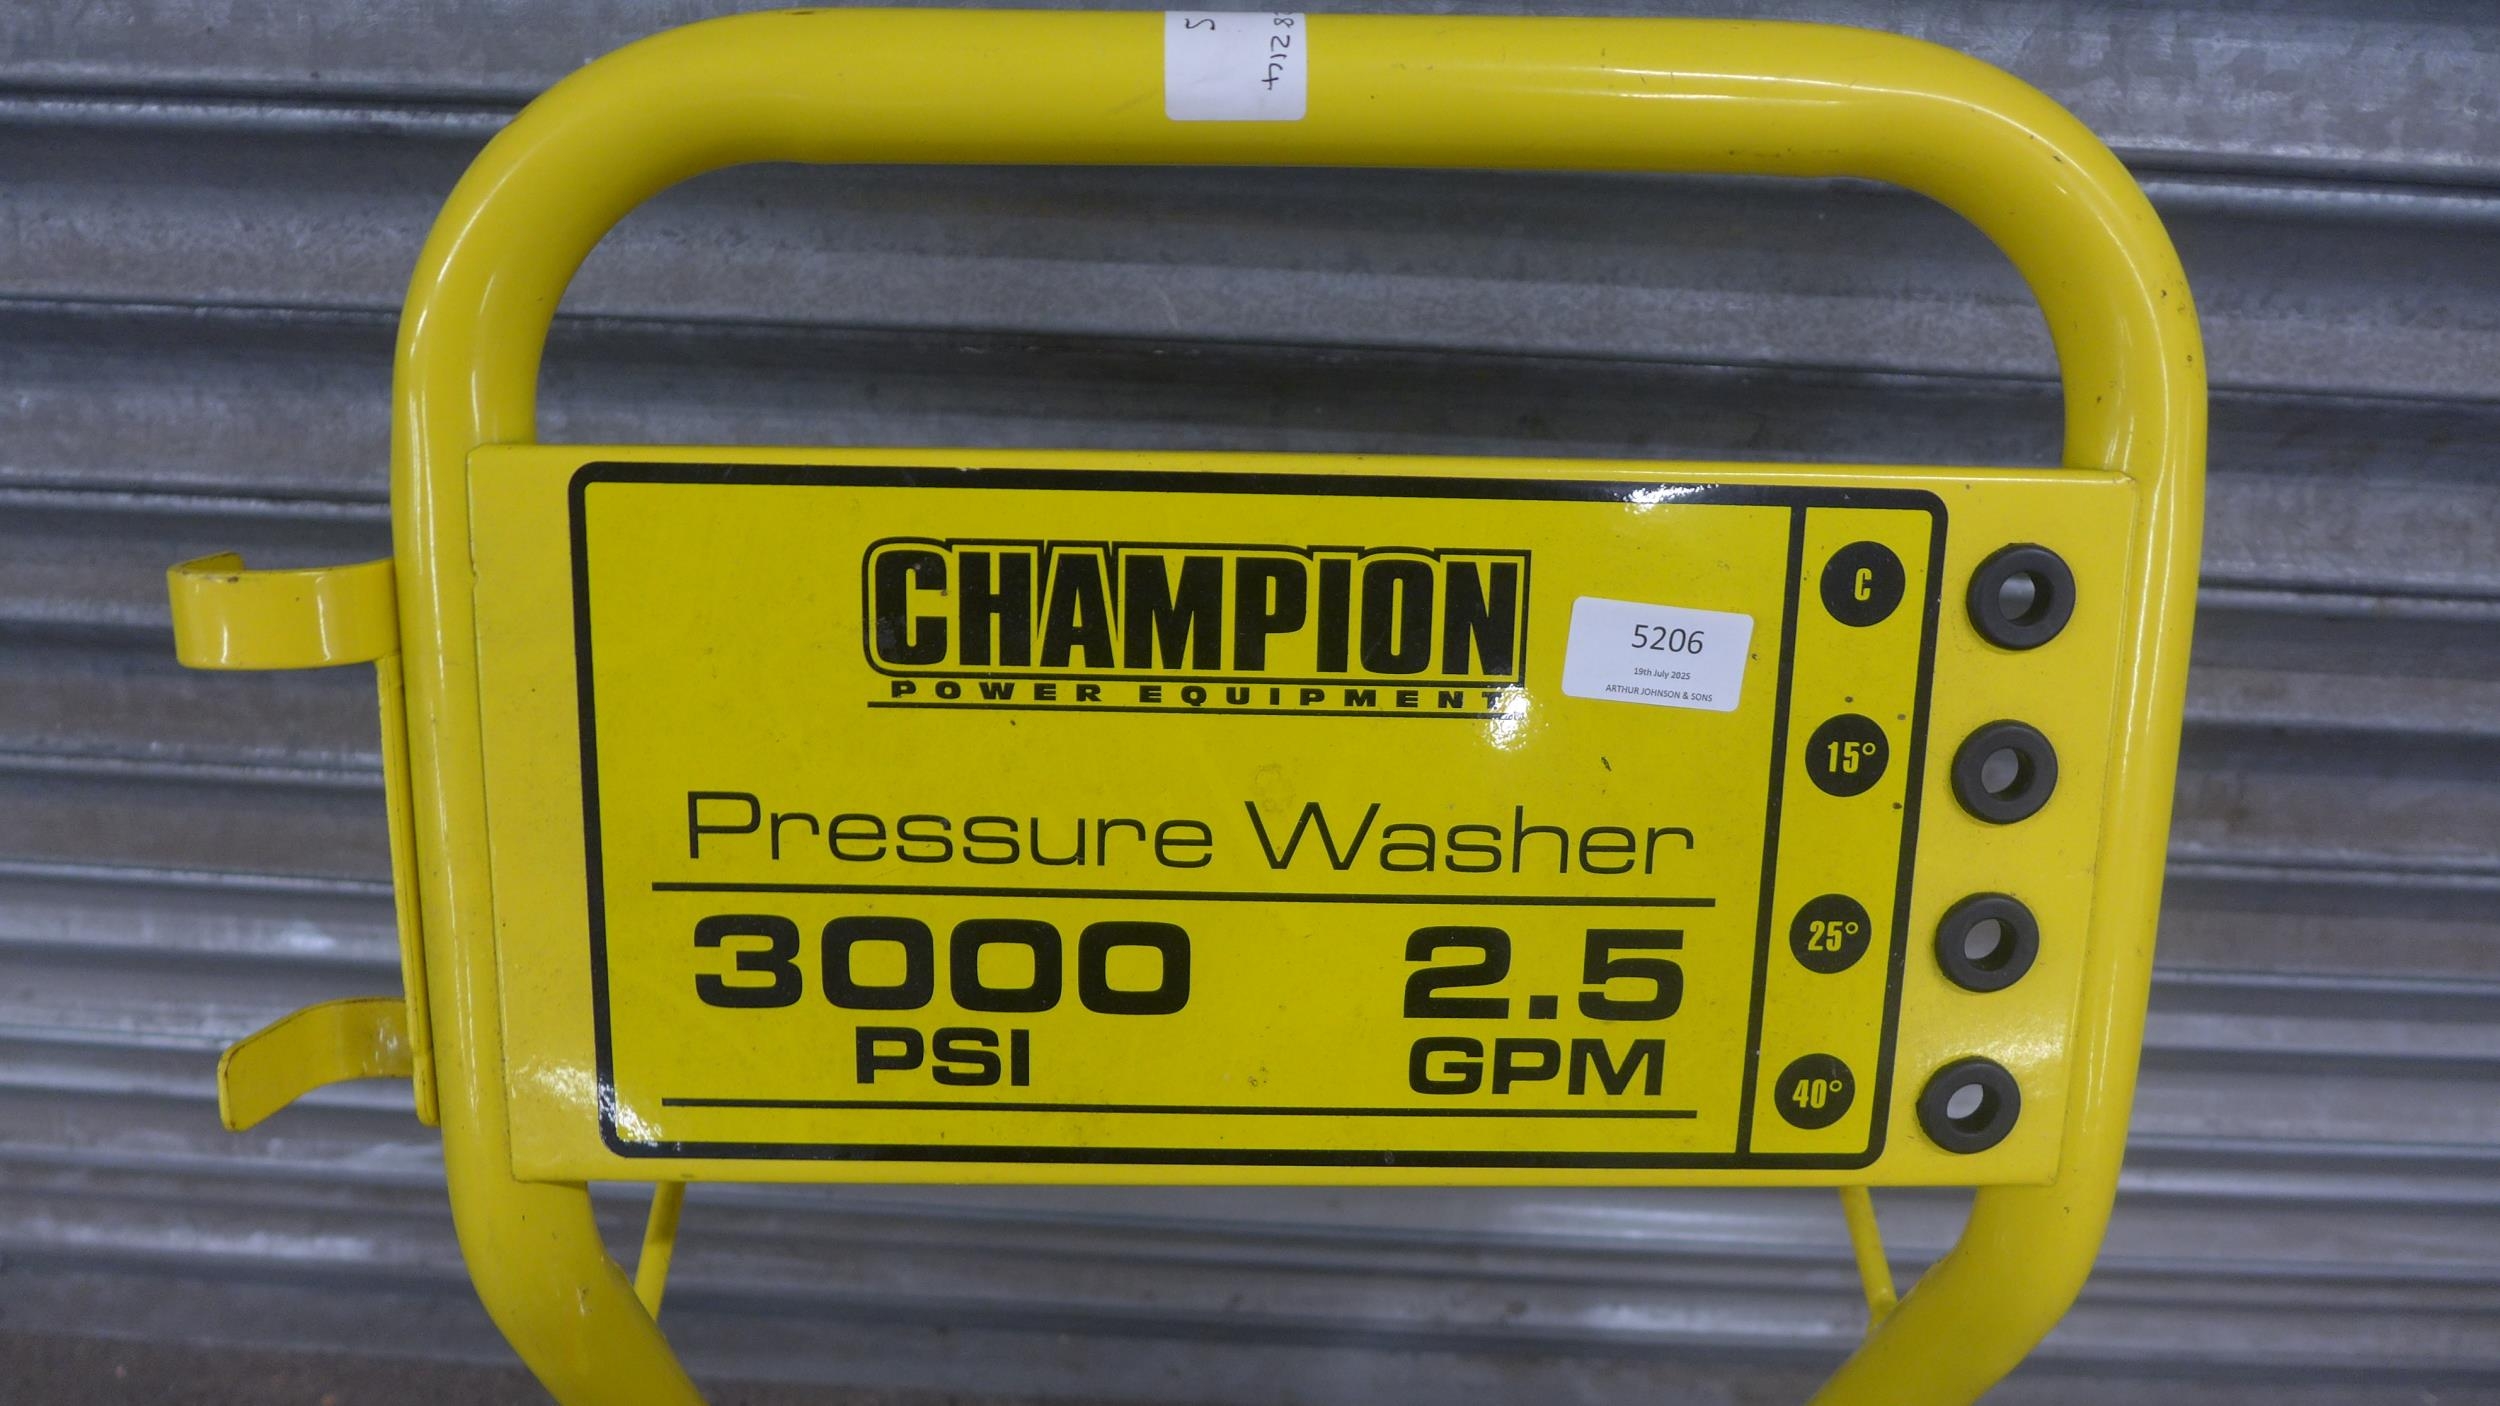 5
CHAMPION
POWER EQUIPMENT
5206
19th July 2025
ARTHUR JOHNSON & SONS
Pressure Washer
3000 2.5
PSI GPM
C
15°
25°
40°